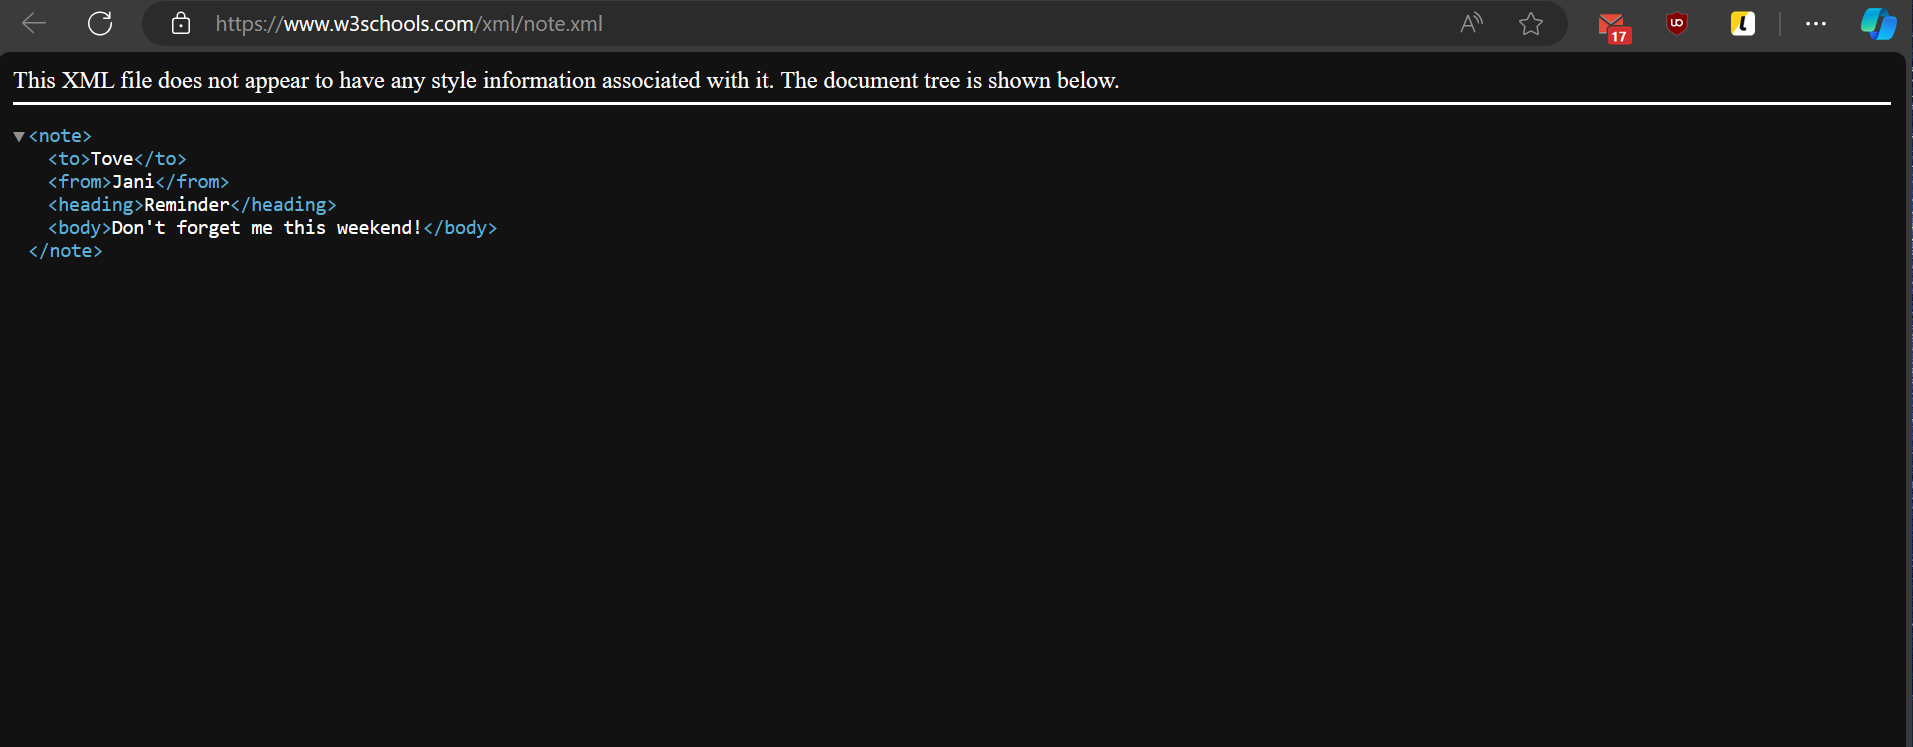 https://www.w3schools.com/xml/note.xml
17
This XML file does not appear to have any style information associated with it. The document tree is shown below.
▼<note>
<to>Tove</to>
<from>Jani</from>
<heading>Reminder</heading>
<body>Don't forget me this weekend!</body>
</note>